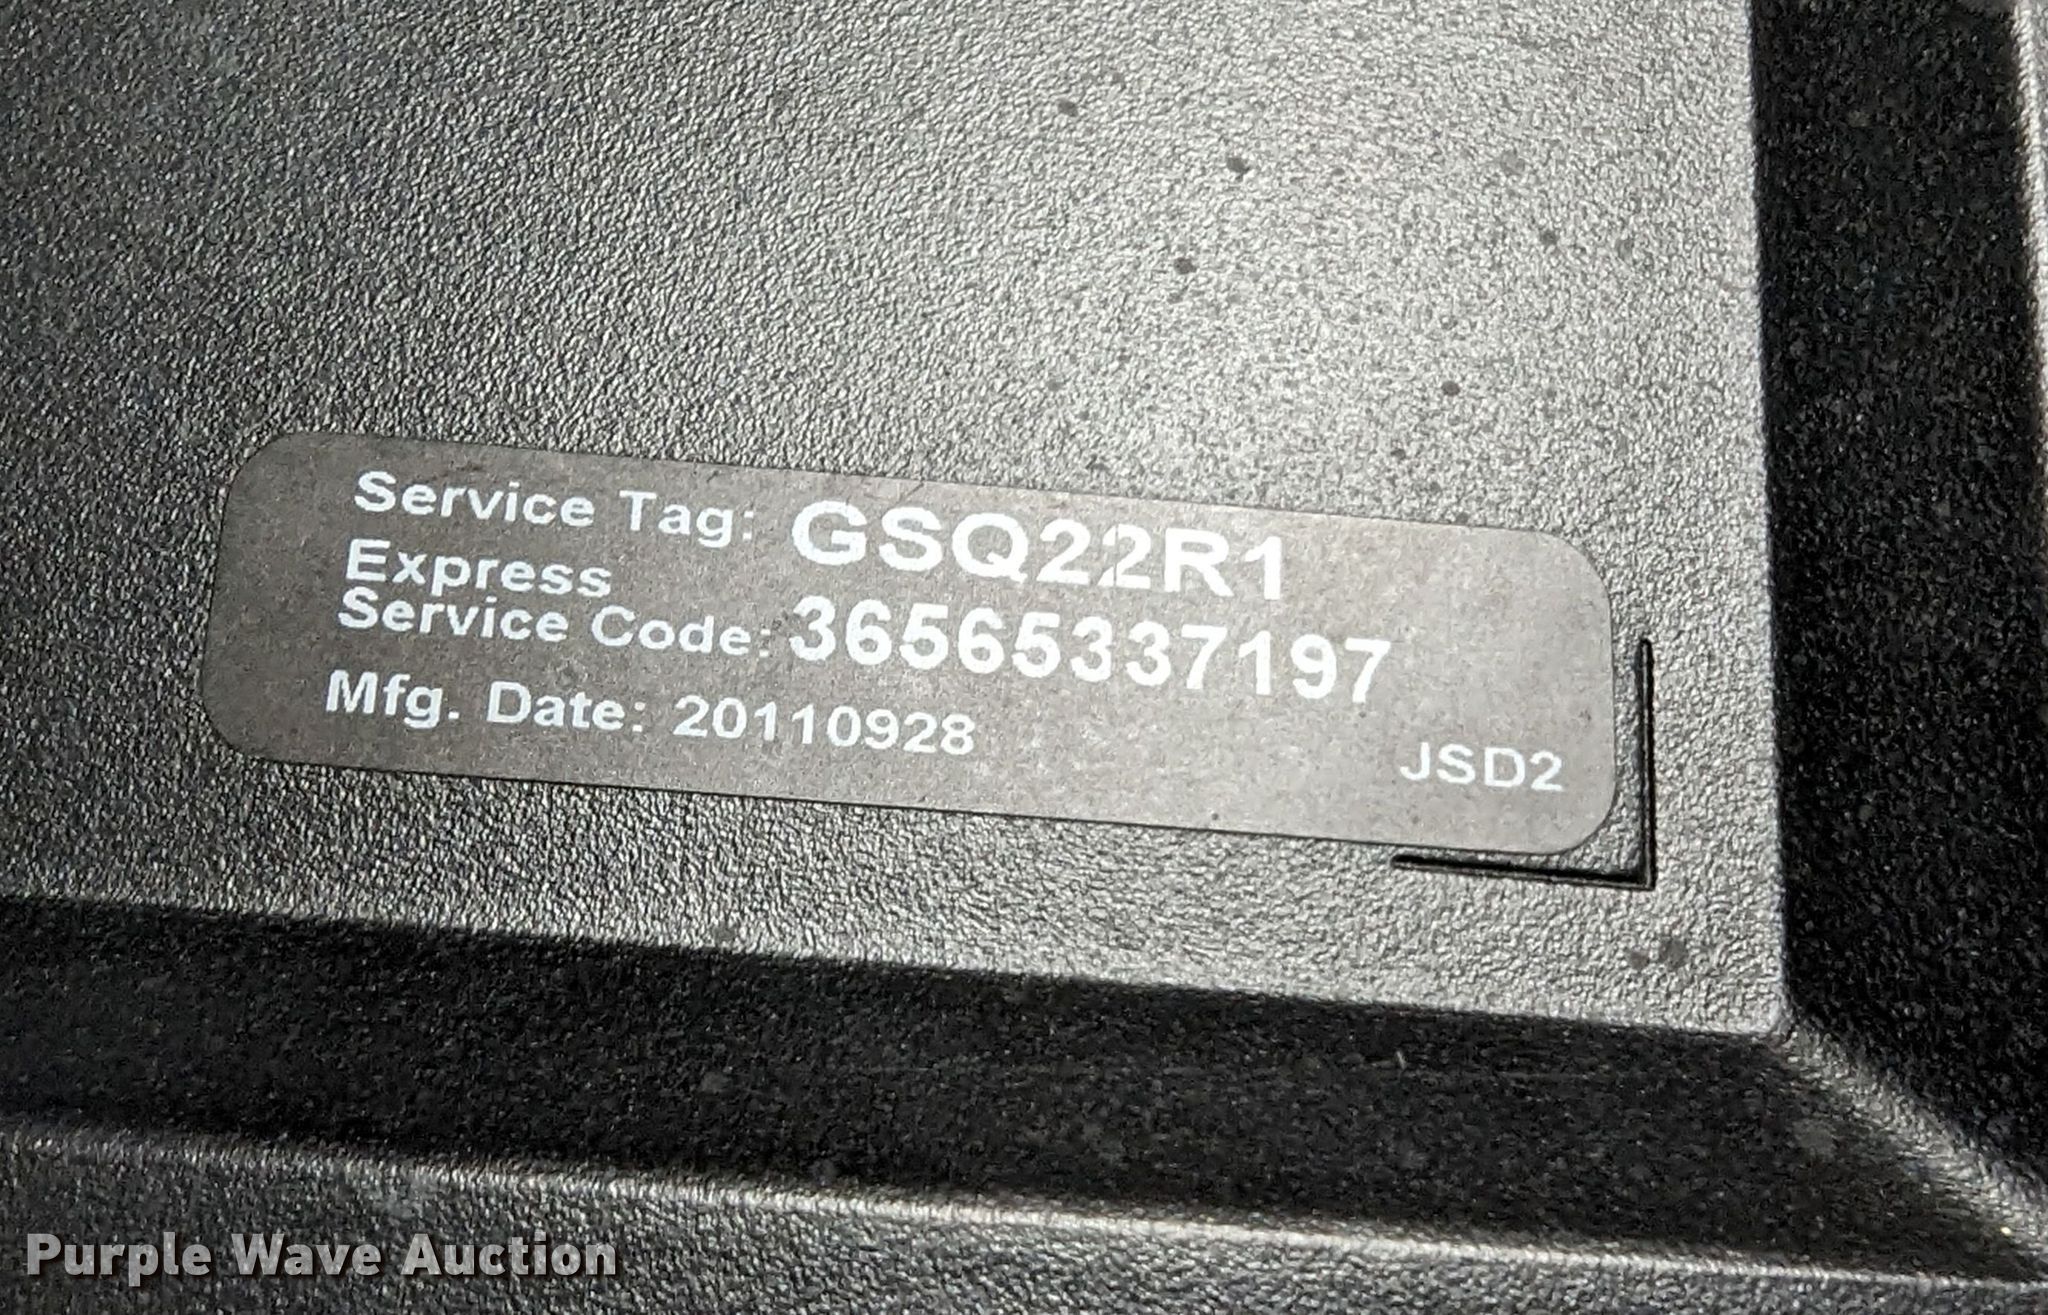 Service Tag: GSQ22R1
Express
Service Code: 36565337197
Mfg. Date: 20110928
JSD2
Purple Wave Auction